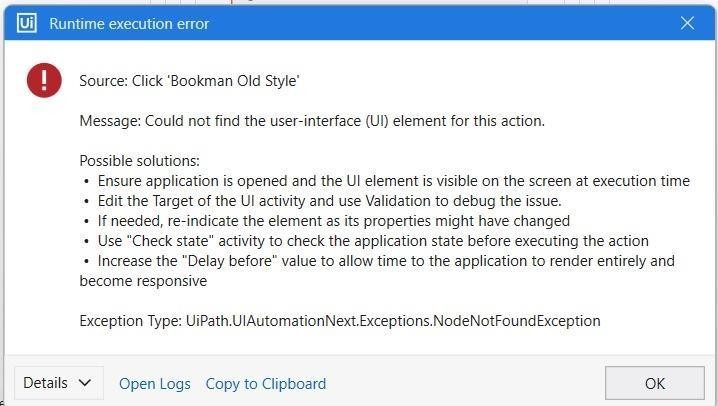 Ui Runtime execution error
Source: Click 'Bookman Old Style'
Message: Could not find the user-interface (UI) element for this action.
Possible solutions:
• Ensure application is opened and the UI element is visible on the screen at execution time
• Edit the Target of the UI activity and use Validation to debug the issue.
• If needed, re-indicate the element as its properties might have changed
• Use "Check state" activity to check the application state before executing the action
• Increase the "Delay before" value to allow time to the application to render entirely and
become responsive
Exception Type: UiPath.UIAutomationNext.Exceptions.NodeNotFoundException
Details Open Logs Copy to Clipboard OK